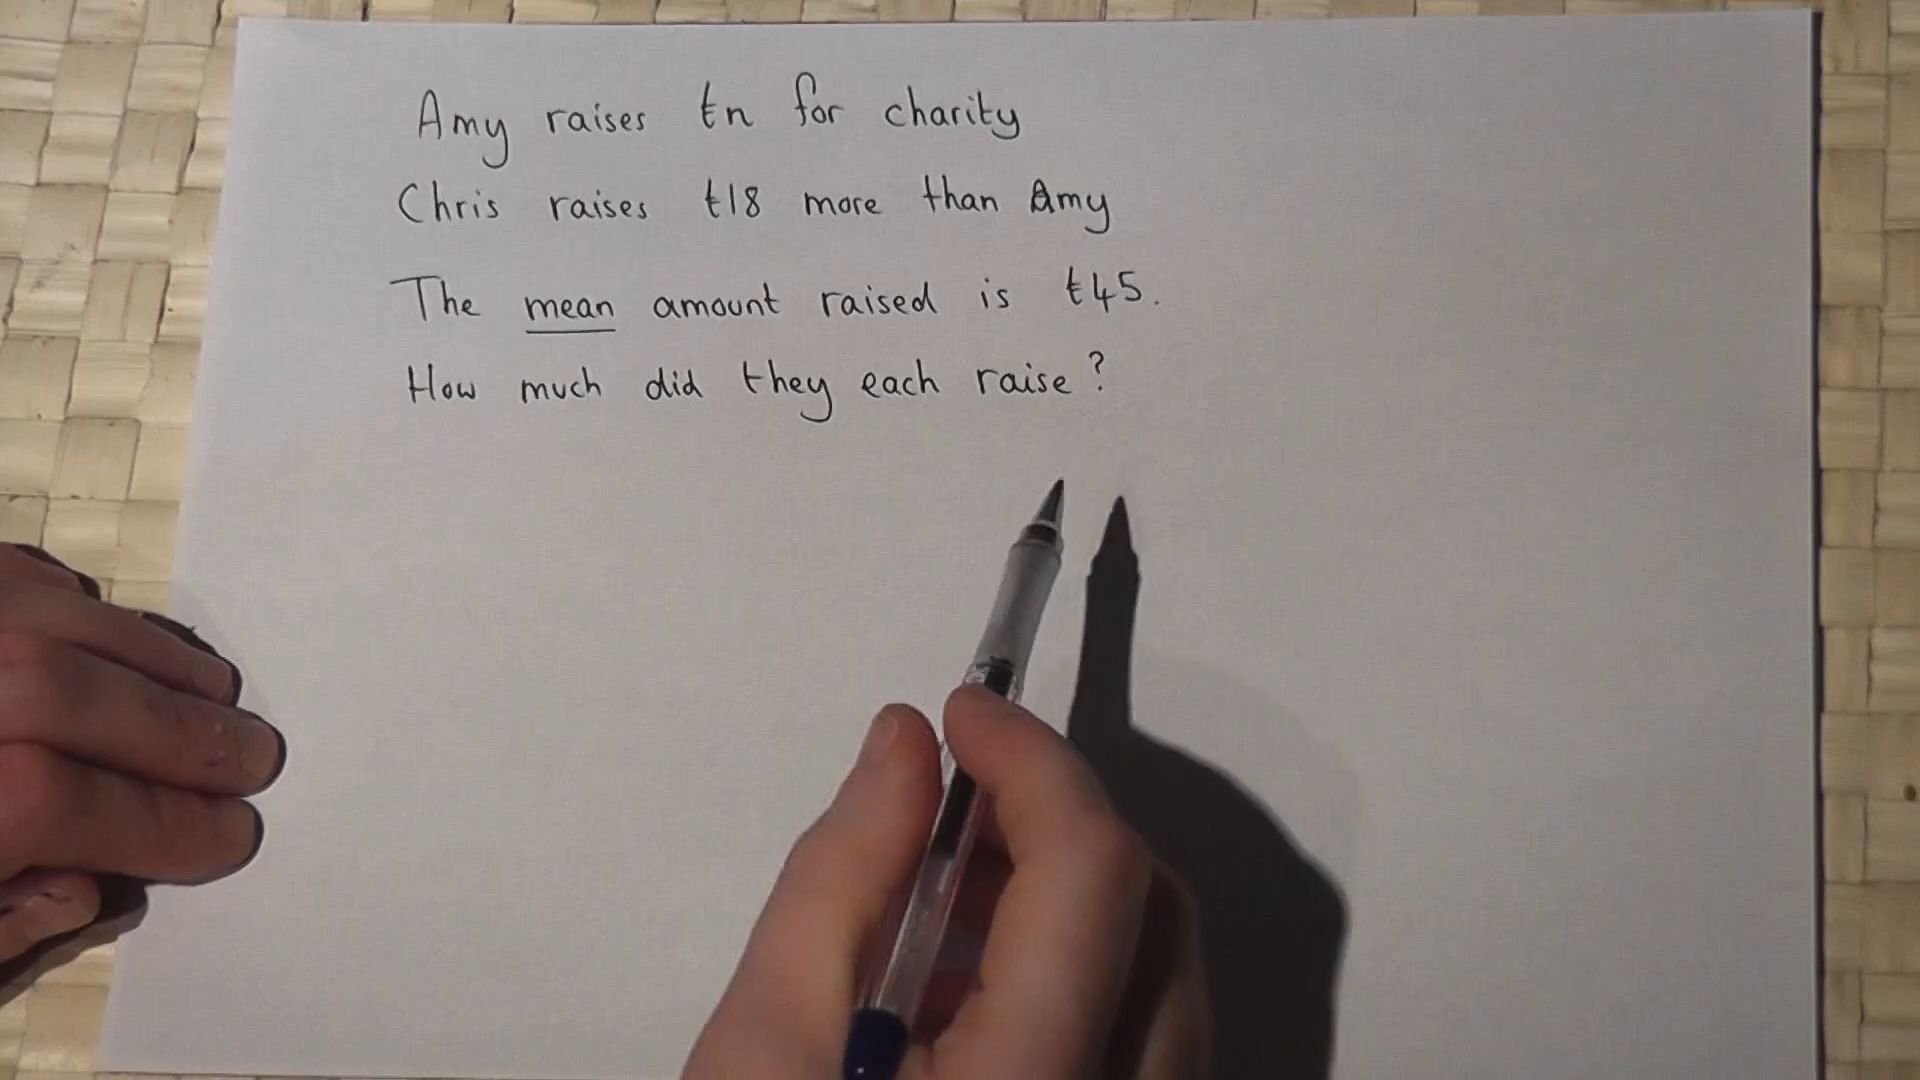 Amy raises £n for charity
Chris raises £18 more than Amy
The mean amount raised is £45.
How much did they each raise?